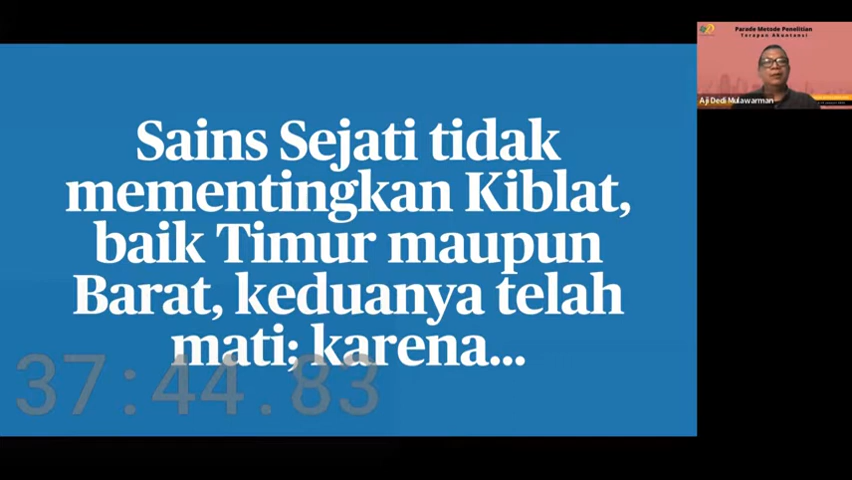 Sains Sejati tidak
mementingkan Kiblat,
baik Timur maupun
Barat, keduanya telah
mati; karena...
37:44.83
Parade Metode Penelitian
Terapan Akuntansi
Aji Dedi Mulawarman